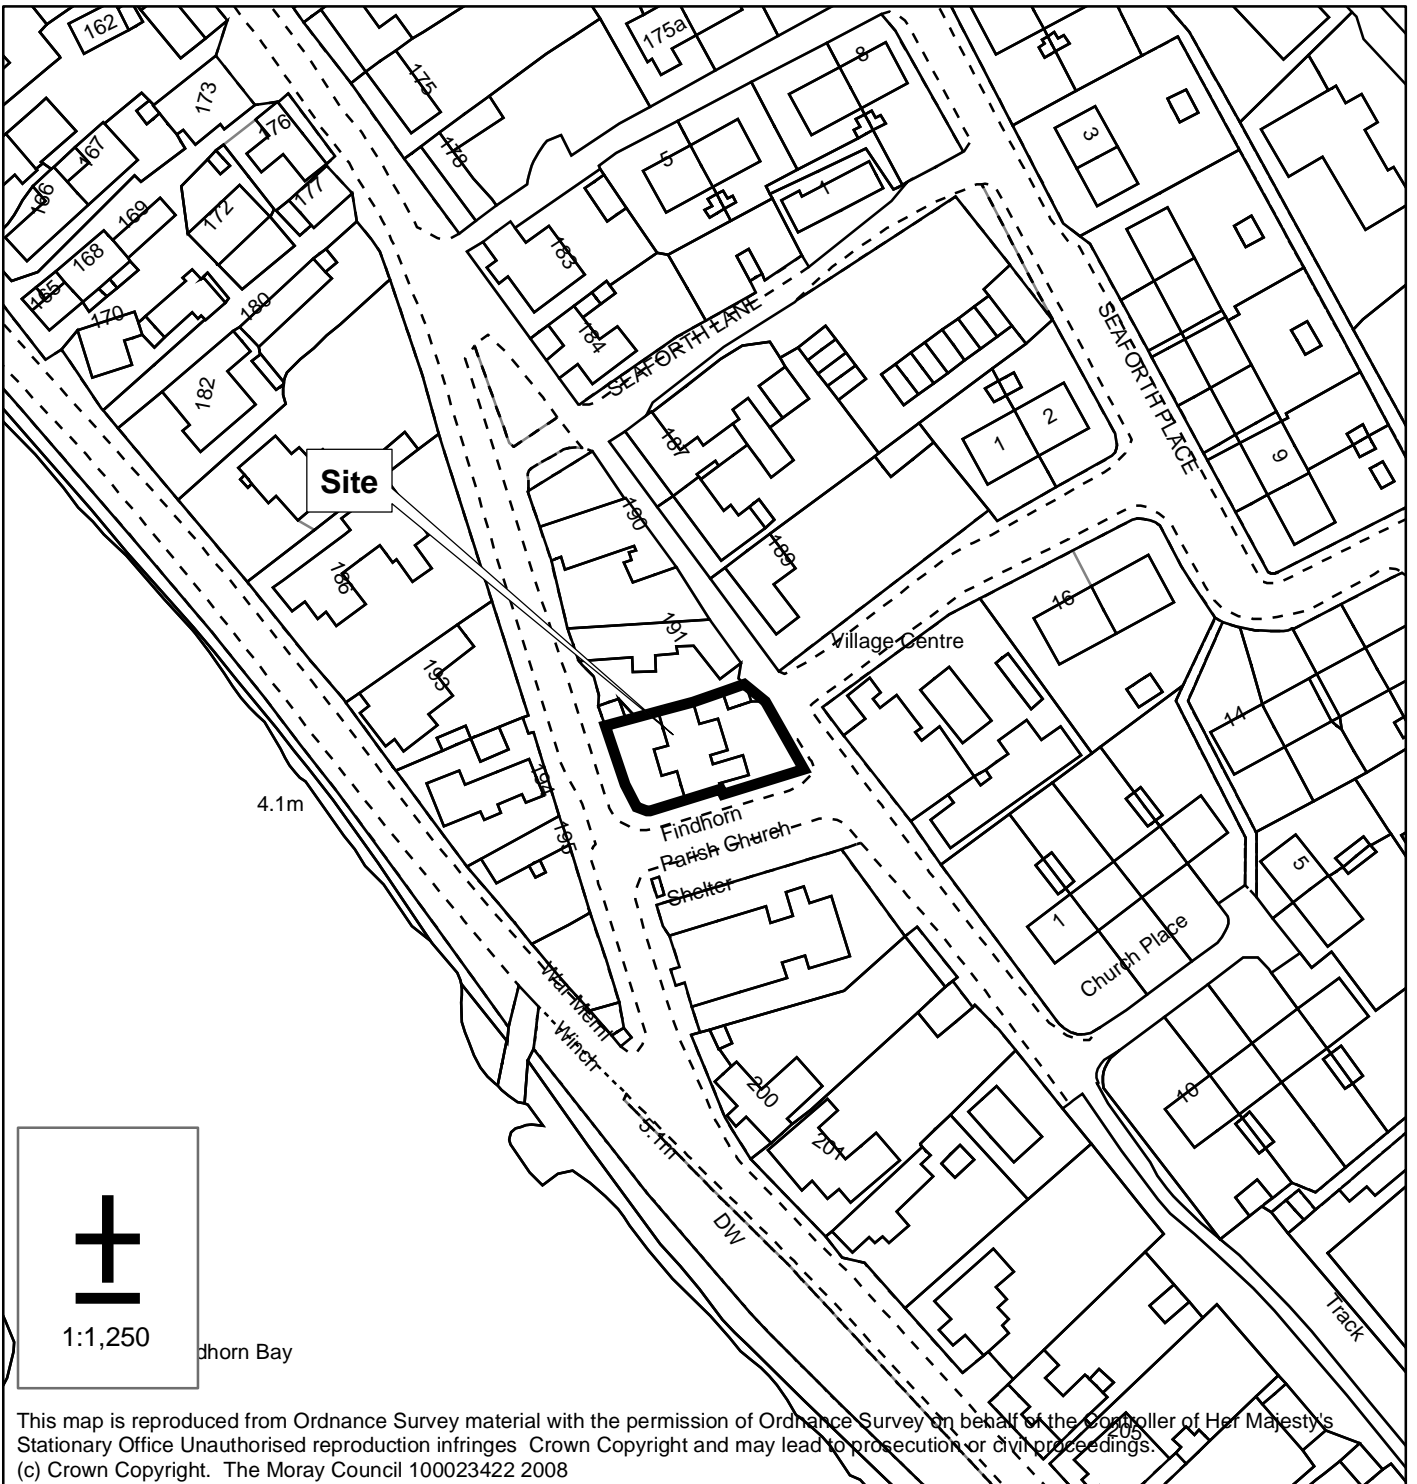 162
175a
8
173
175
176
167
178
3
5
1
166
177
169
172
183
168
165
180
170
184
SEAFORTH LANE
SEAFORTH PLACE
182
187
1
2
9
Site
190
189
186
16
191
Village Centre
193
14
194
4.1m
195
Findhorn
Parish Church
Shelter
5
1
Church Place
War Meml
Winch
200
10
5.1m
201
DW
Track
1:1,250
dhorn Bay
205
This map is reproduced from Ordnance Survey material with the permission of Ordnance Survey on behalf of the Controller of Her Majesty's
Stationary Office Unauthorised reproduction infringes Crown Copyright and may lead to prosecution or civil proceedings.
(c) Crown Copyright. The Moray Council 100023422 2008